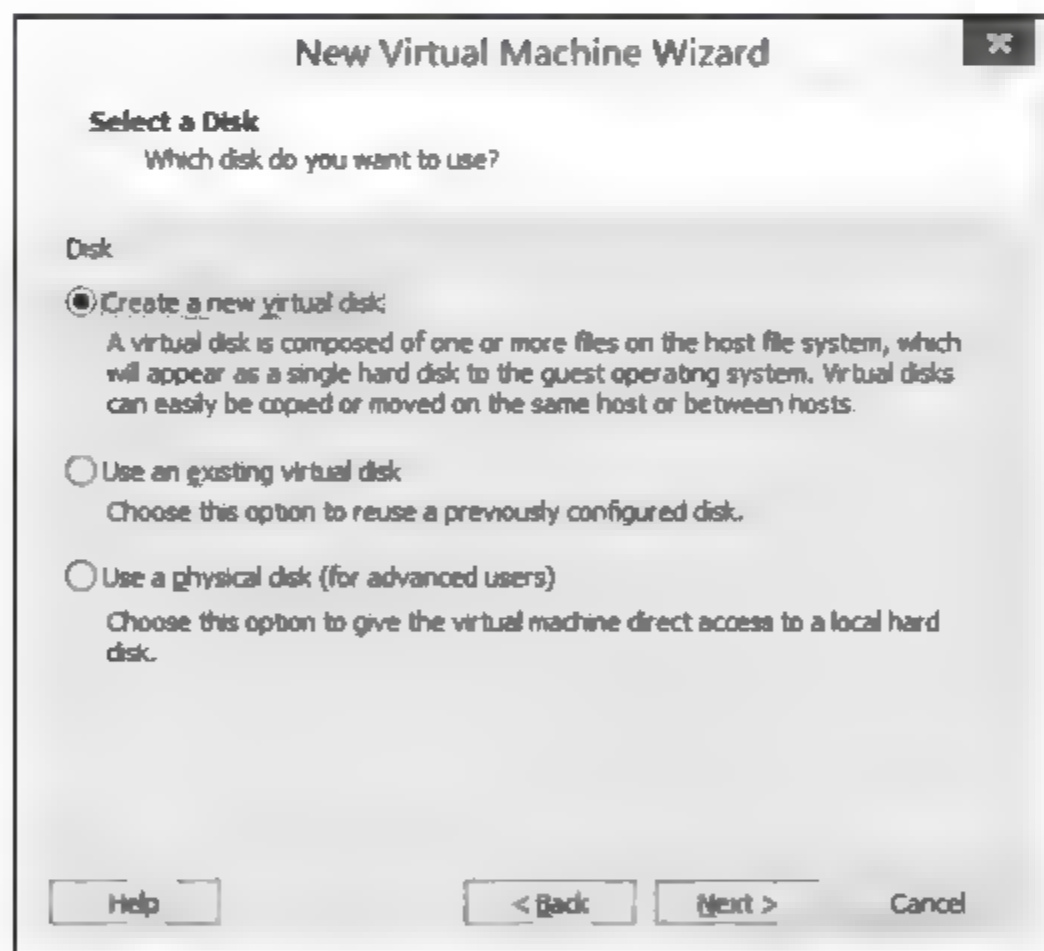 New Virtual Machine Wizard
Select a Disk
Which disk do you want to use?
Disk
Create a new virtual disk
A virtual disk is composed of one or more files on the host file system, which
will appear as a single hard disk to the guest operating system. Virtual disks
can easily be copied or moved on the same host or between hosts.
Use an existing virtual disk
Choose this option to reuse a previously configured disk.
Use a physical disk (for advanced users)
Choose this option to give the virtual machine direct access to a local hard
disk.
Help
< Back
Next >
Cancel